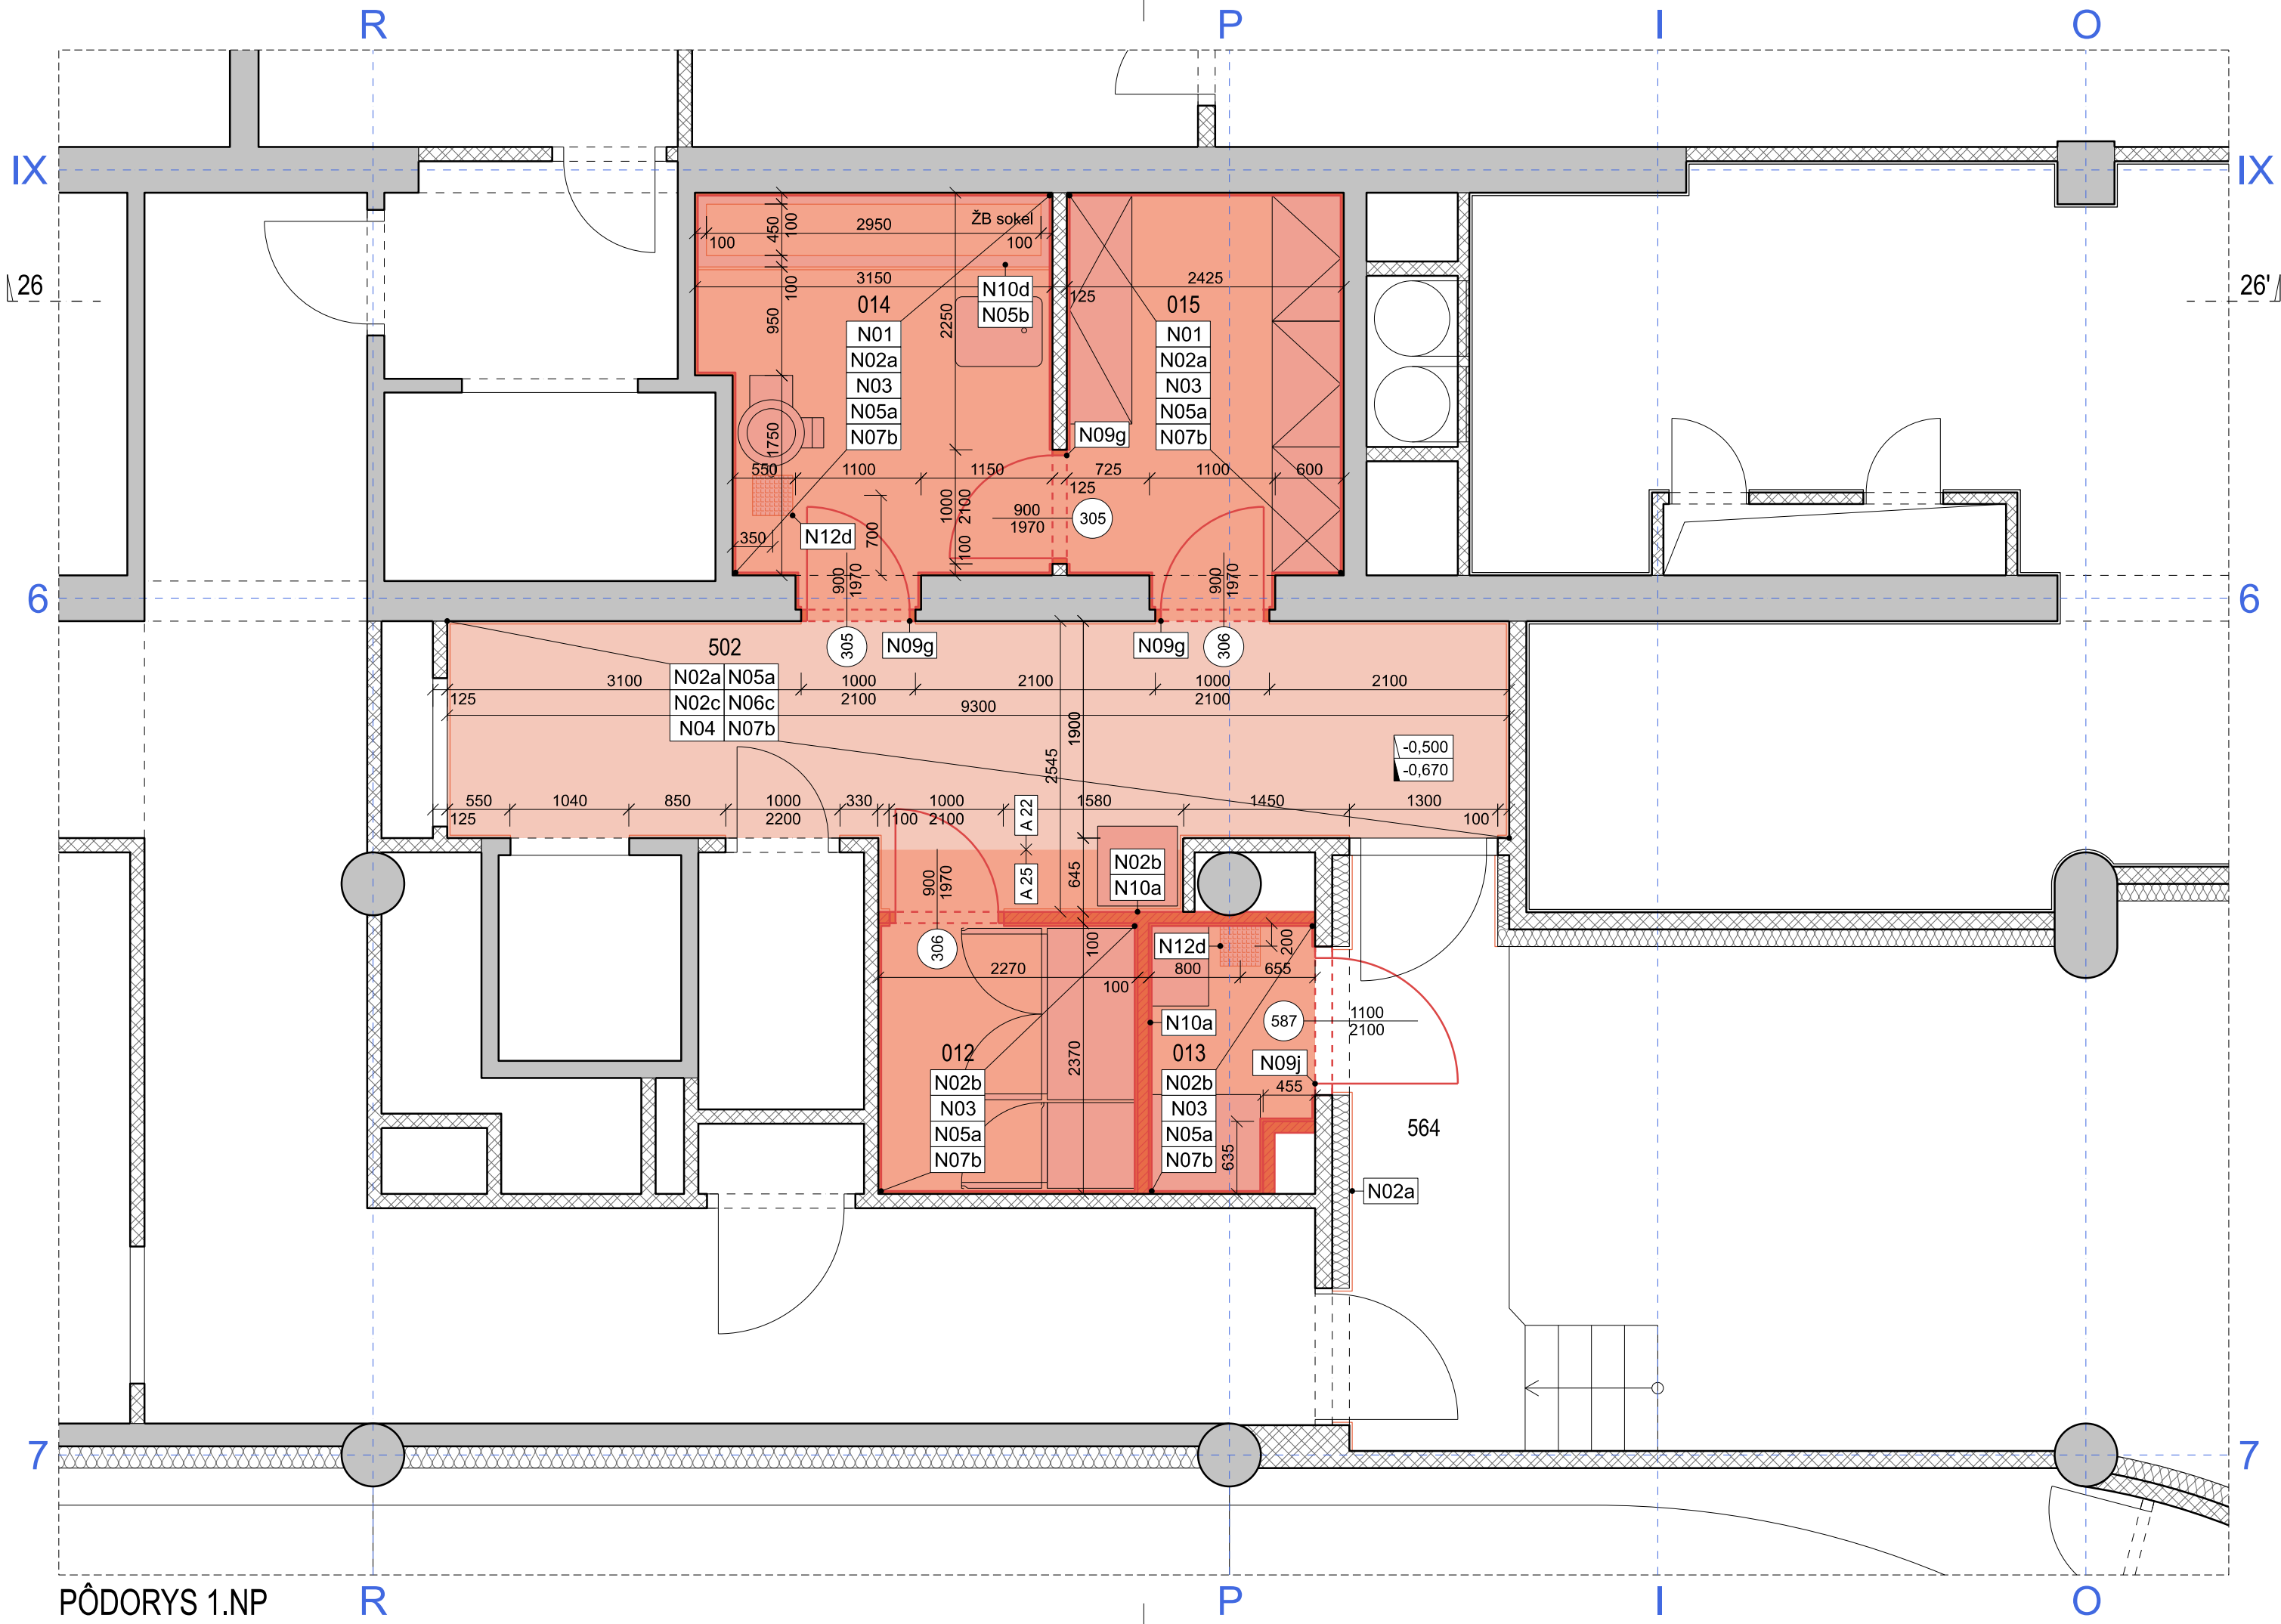 R P I O
IX IX
26 26'
450 100 2950 ŽB sokel
100 100
3150 125 2425
100
N10d
N05b
014
N01
N02a
N03
N05a
N07b
015
N01
N02a
N03
N05a
N07b
950 2250
1750
N09g
550 1100 1150 725 1100 600
125
1000
2100
900
1970
305
N12d
700
350
100
900
1970
900
1970
6 6
305
N09g
N09g
306
502
N02a N05a
N02c N06c
N04 N07b
3100 1000 2100 1000 2100
125 2100 2100
9300
1900
2545
-0,500
-0,670
550 1040 850 1000 330 1000 1580 1450 1300
125 2200 100 2100 100
A 22
A 25
645
N02b
N10a
900
1970
306
100
N12d
200
2270 800 655
100
N10a
587
1100
2100
012
N02b
N03
N05a
N07b
2370
013
N02b
N03
N05a
N07b
N09j
455
635
564
N02a
7 7
PÔDORYS 1.NP
R P I O